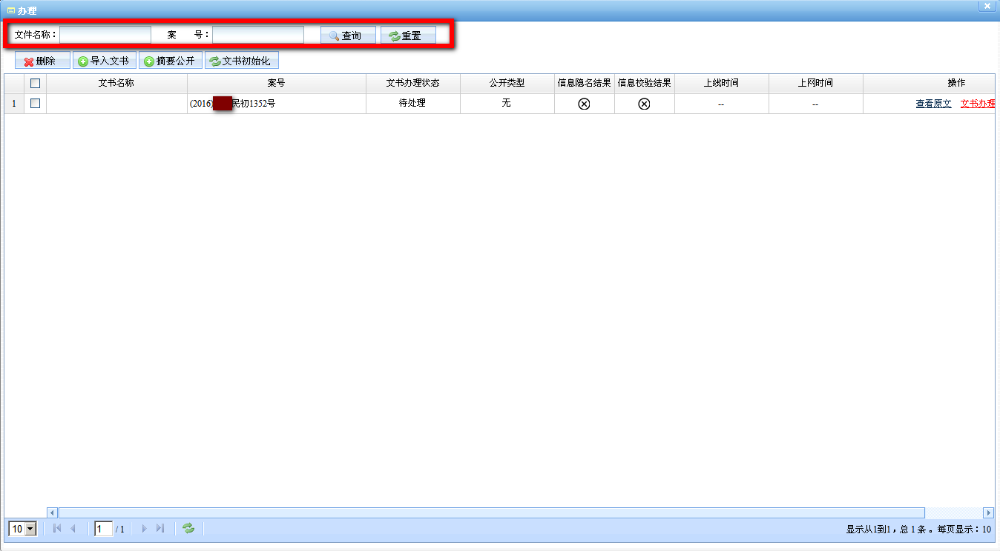 办理
文件名称： 案 号： 查询 重置
删除 导入文书 摘要公开 文书初始化
文书名称 案号 文书办理状态 公开类型 信息隐名结果 信息校验结果 上线时间 上网时间 操作
1 (2016) 民初1352号 待处理 无 -- -- 查看原文 文书办理
10 1 / 1 显示从1到1，总 1 条 。每页显示：10